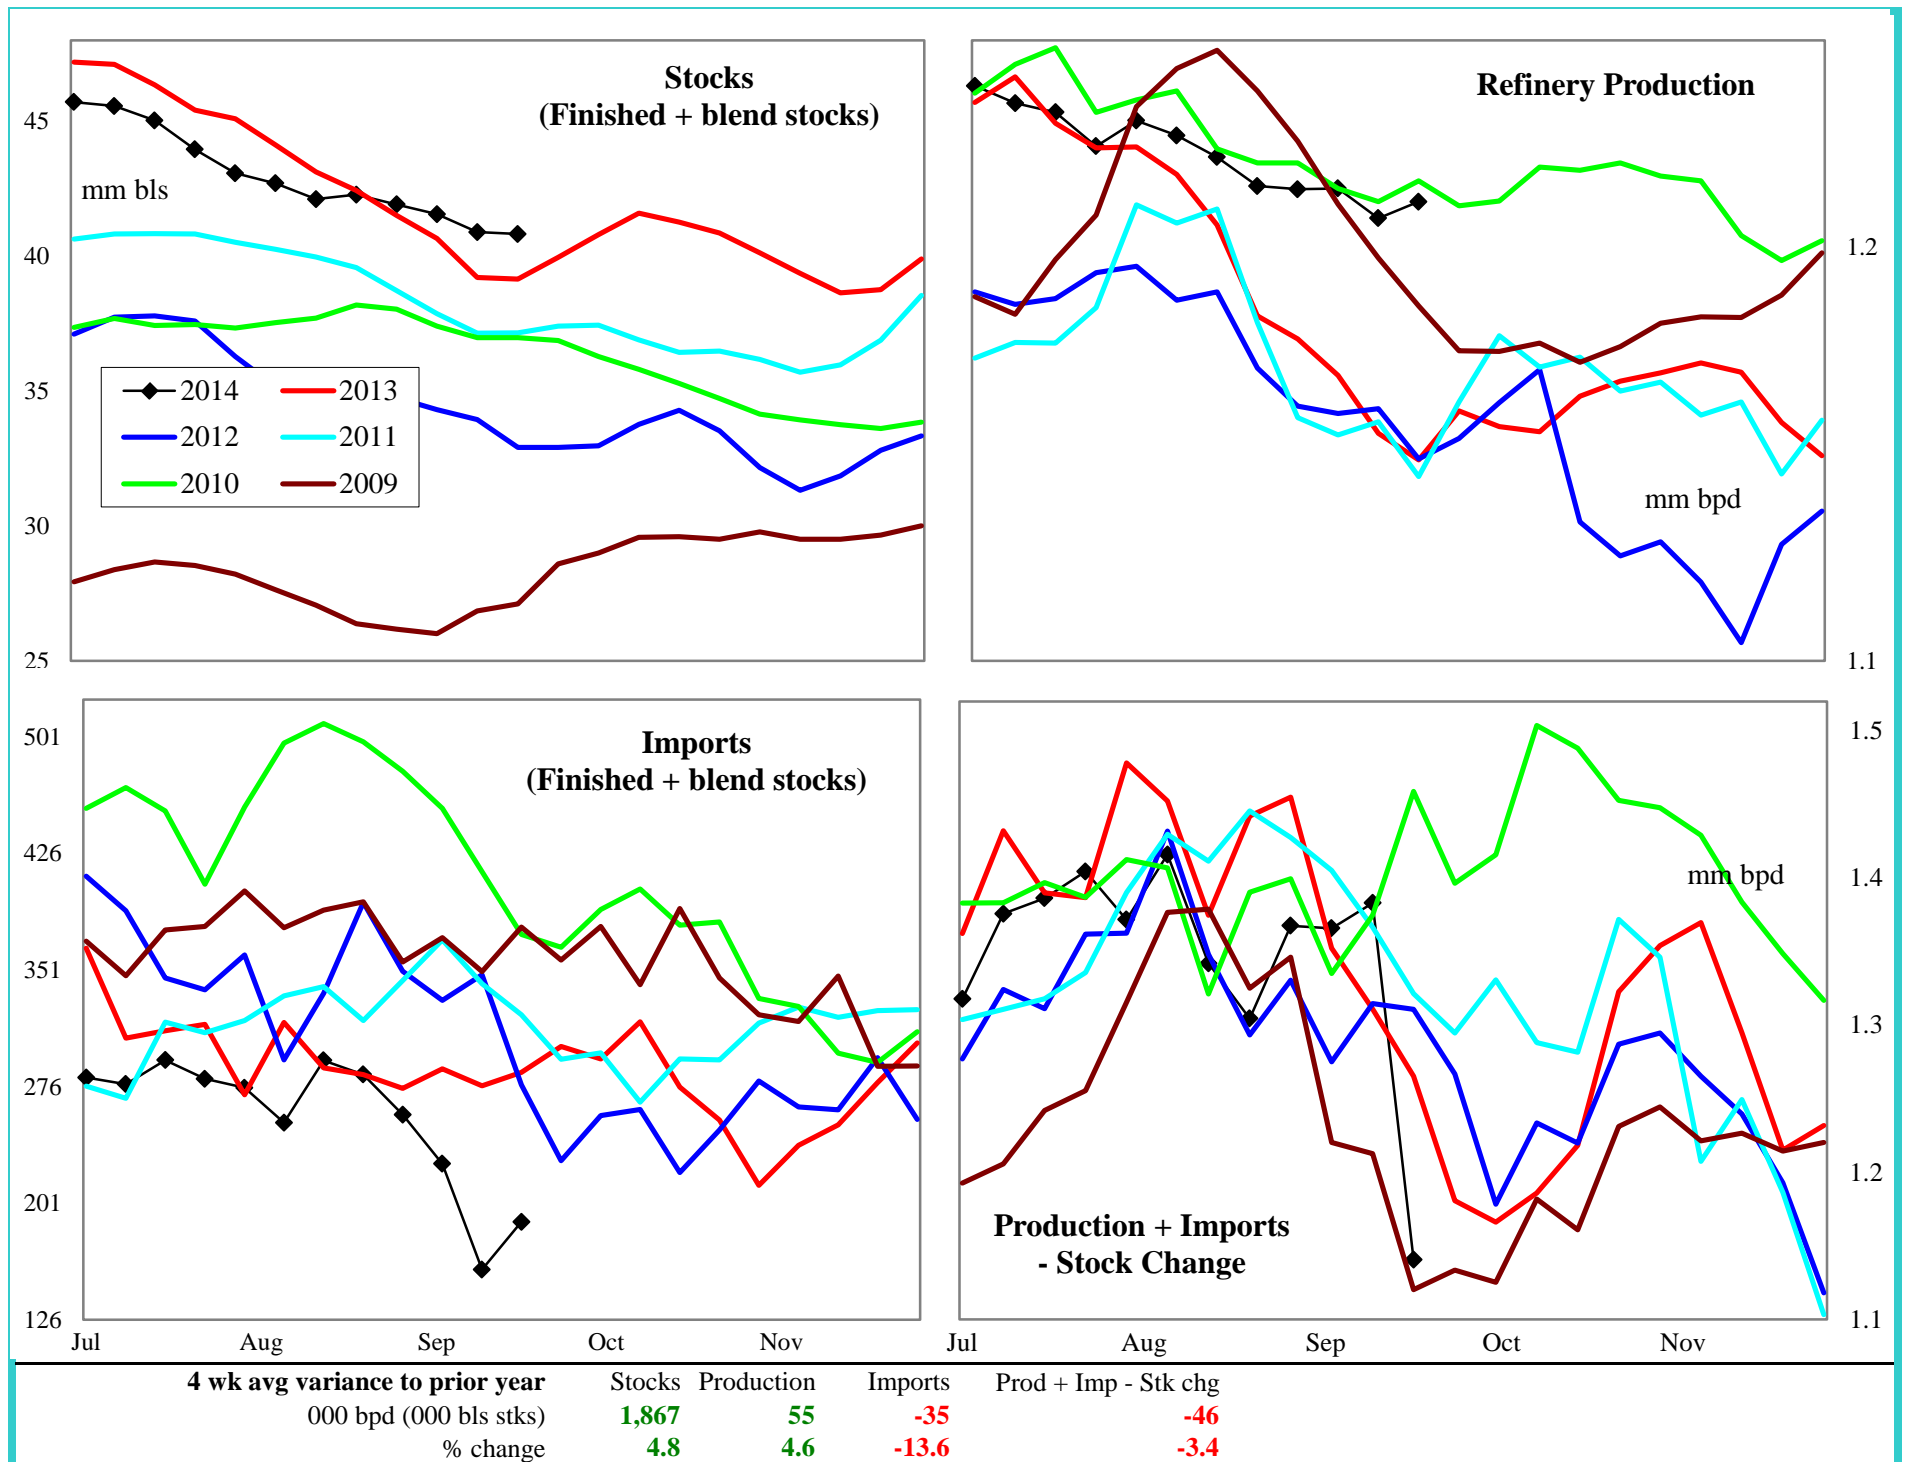 Stocks
(Finished + blend stocks)
mm bls
45
40
35
30
25
2014 2013
2012 2011
2010 2009
Refinery Production
mm bpd
1.2
1.1
Imports
(Finished + blend stocks)
501
426
351
276
201
126
Jul Aug Sep Oct Nov
Production + Imports
- Stock Change
mm bpd
1.5
1.4
1.3
1.2
1.1
Jul Aug Sep Oct Nov
4 wk avg variance to prior year Stocks Production Imports Prod + Imp - Stk chg
000 bpd (000 bls stks) 1,867 55 -35 -46
% change 4.8 4.6 -13.6 -3.4